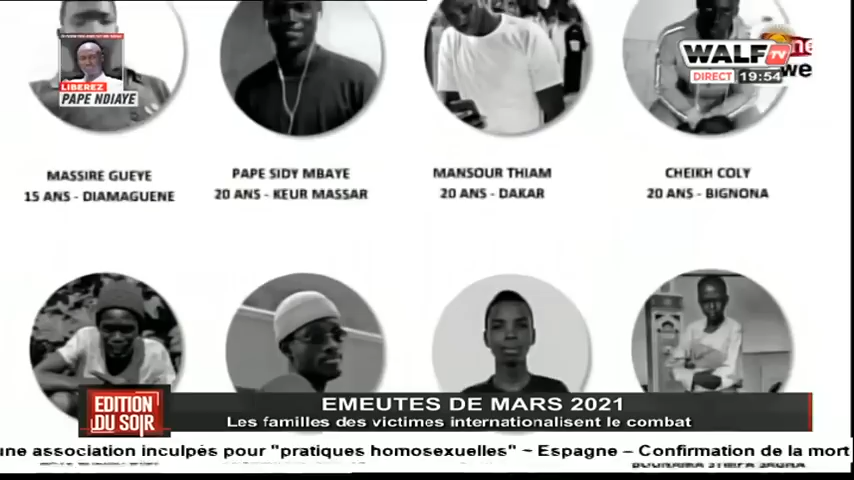 LIBEREZ
PAPE NDIAYE
WALF TV
DIRECT 19:54
MASSIRE GUEYE
15 ANS - DIAMAGUENE
PAPE SIDY MBAYE
20 ANS - KEUR MASSAR
MANSOUR THIAM
20 ANS - DAKAR
CHEIKH COLY
20 ANS - BIGNONA
EDITION
DU SOIR
EMEUTES DE MARS 2021
Les familles des victimes internationalisent le combat
une association inculpés pour "pratiques homosexuelles" – Espagne – Confirmation de la mort